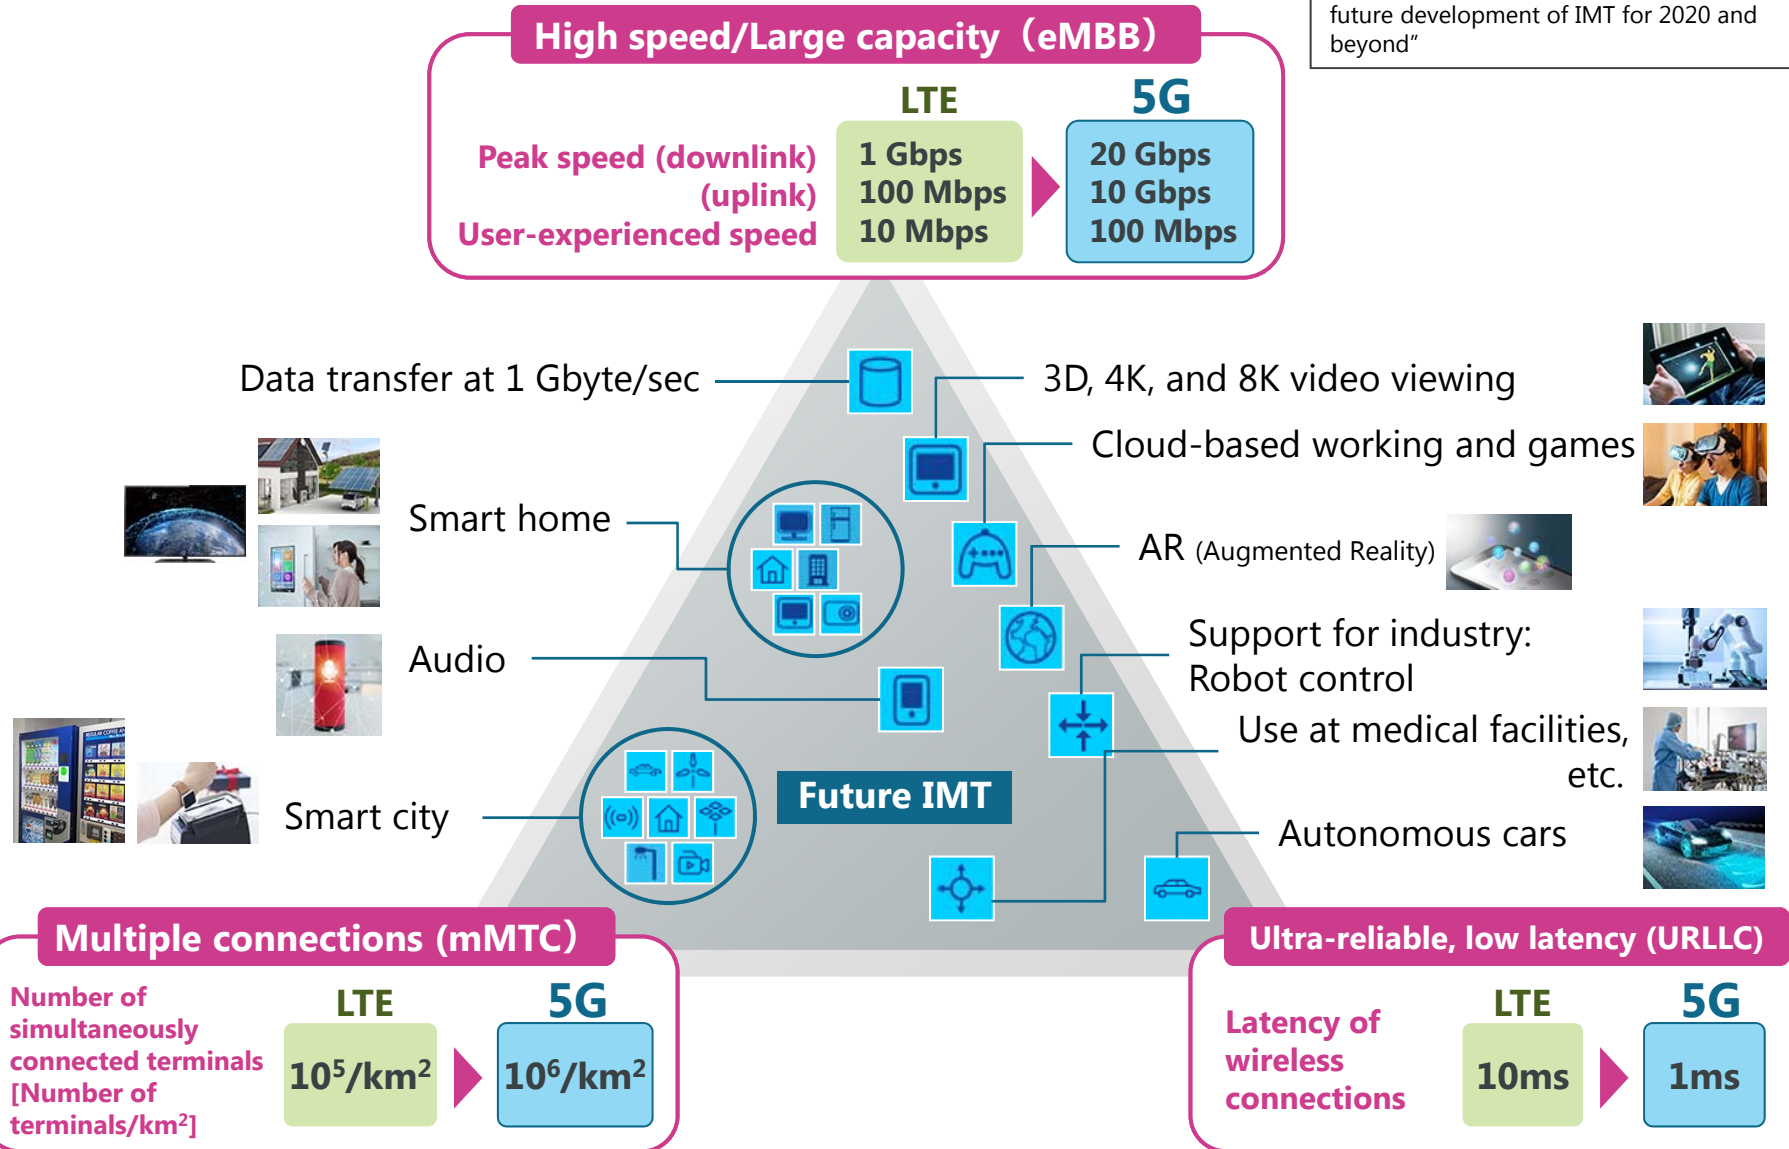 future development of IMT for 2020 and
beyond"
High speed/Large capacity（eMBB）
LTE
5G
Peak speed (downlink)
1 Gbps
20 Gbps
(uplink)
100 Mbps
10 Gbps
User-experienced speed
10 Mbps
100 Mbps
Data transfer at 1 Gbyte/sec
3D, 4K, and 8K video viewing
Cloud-based working and games
Smart home
AR (Augmented Reality)
Audio
Support for industry:
Robot control
Use at medical facilities,
etc.
REGULAR COFFEE AN
Smart city
Future IMT
Autonomous cars
Multiple connections (mMTC）
Number of
simultaneously
connected terminals
[Number of
terminals/km²]
LTE
5G
10⁵/km²
10⁶/km²
Ultra-reliable, low latency (URLLC)
Latency of
wireless
connections
LTE
5G
10ms
1ms